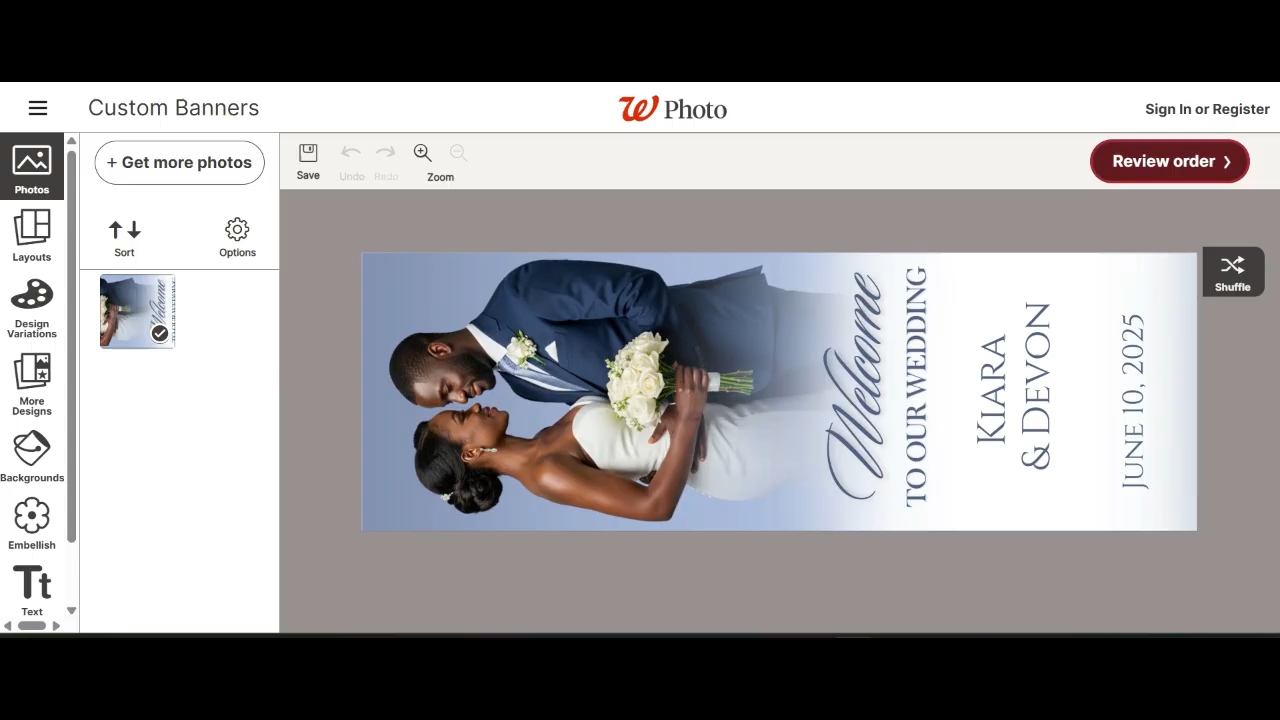 Custom Banners
W Photo
Sign In or Register
Photos
Layouts
Design
Variations
More
Designs
Backgrounds
Embellish
Tt
Text
+ Get more photos
Sort
Options
Save
Undo
Redo
Zoom
Review order ›
Shuffle
Welcome
TO OUR WEDDING
KIARA
& DEVON
JUNE 10, 2025